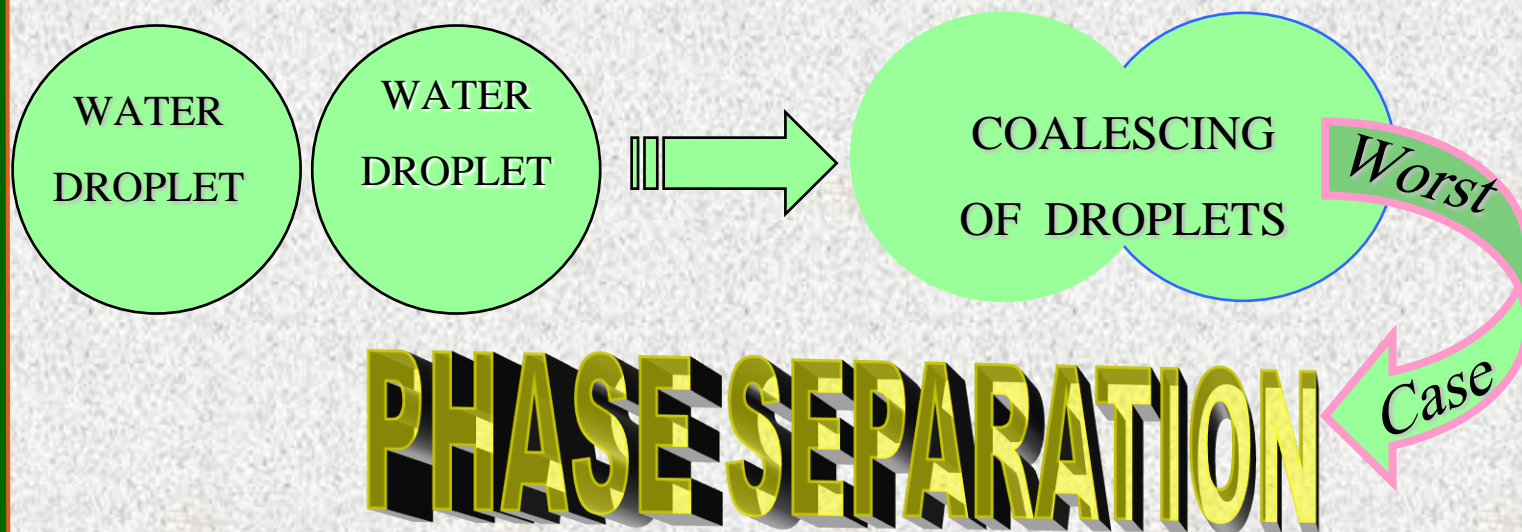 WATER
DROPLET
WATER
DROPLET
COALESCING
OF DROPLETS
Worst
Case
PHASE SEPARATION